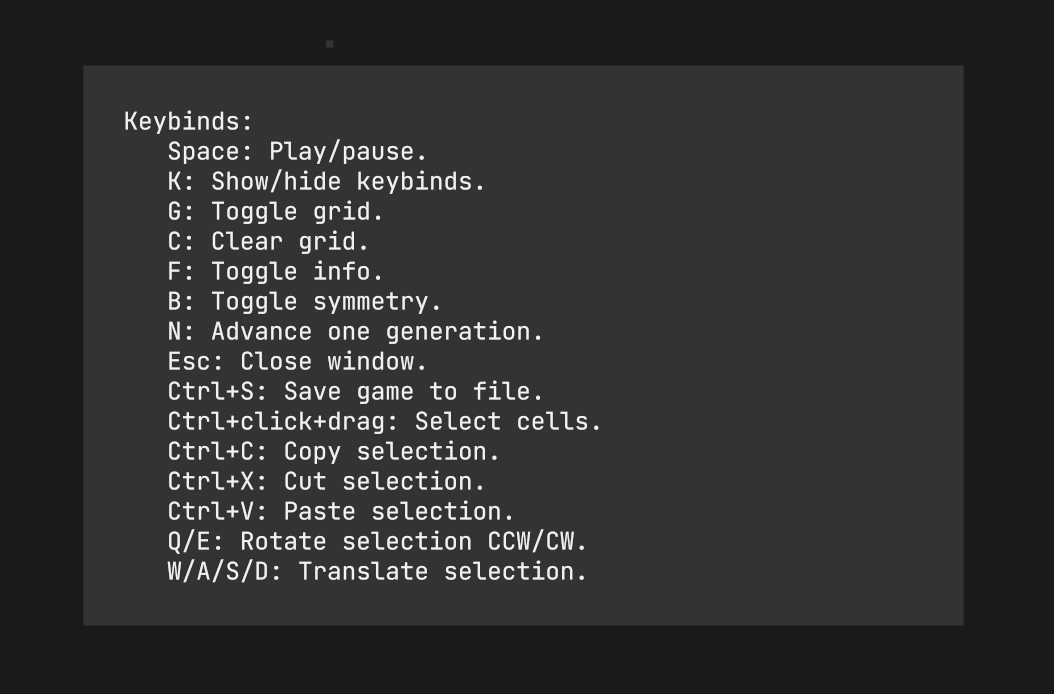 Keybinds:
Space: Play/pause.
K: Show/hide keybinds.
G: Toggle grid.
C: Clear grid.
F: Toggle info.
B: Toggle symmetry.
N: Advance one generation.
Esc: Close window.
Ctrl+S: Save game to file.
Ctrl+click+drag: Select cells.
Ctrl+C: Copy selection.
Ctrl+X: Cut selection.
Ctrl+V: Paste selection.
Q/E: Rotate selection CCW/CW.
W/A/S/D: Translate selection.